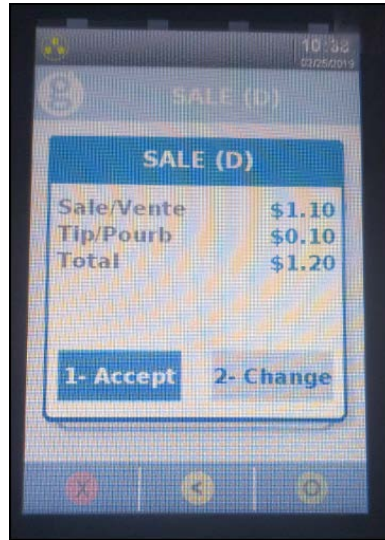 10:38
02/25/2019
g
SALE (D)
SALE (D)
Sale/Vente $1.10
Tip/Pourb $0.10
Total $1.20
1- Accept 2- Change
X < O